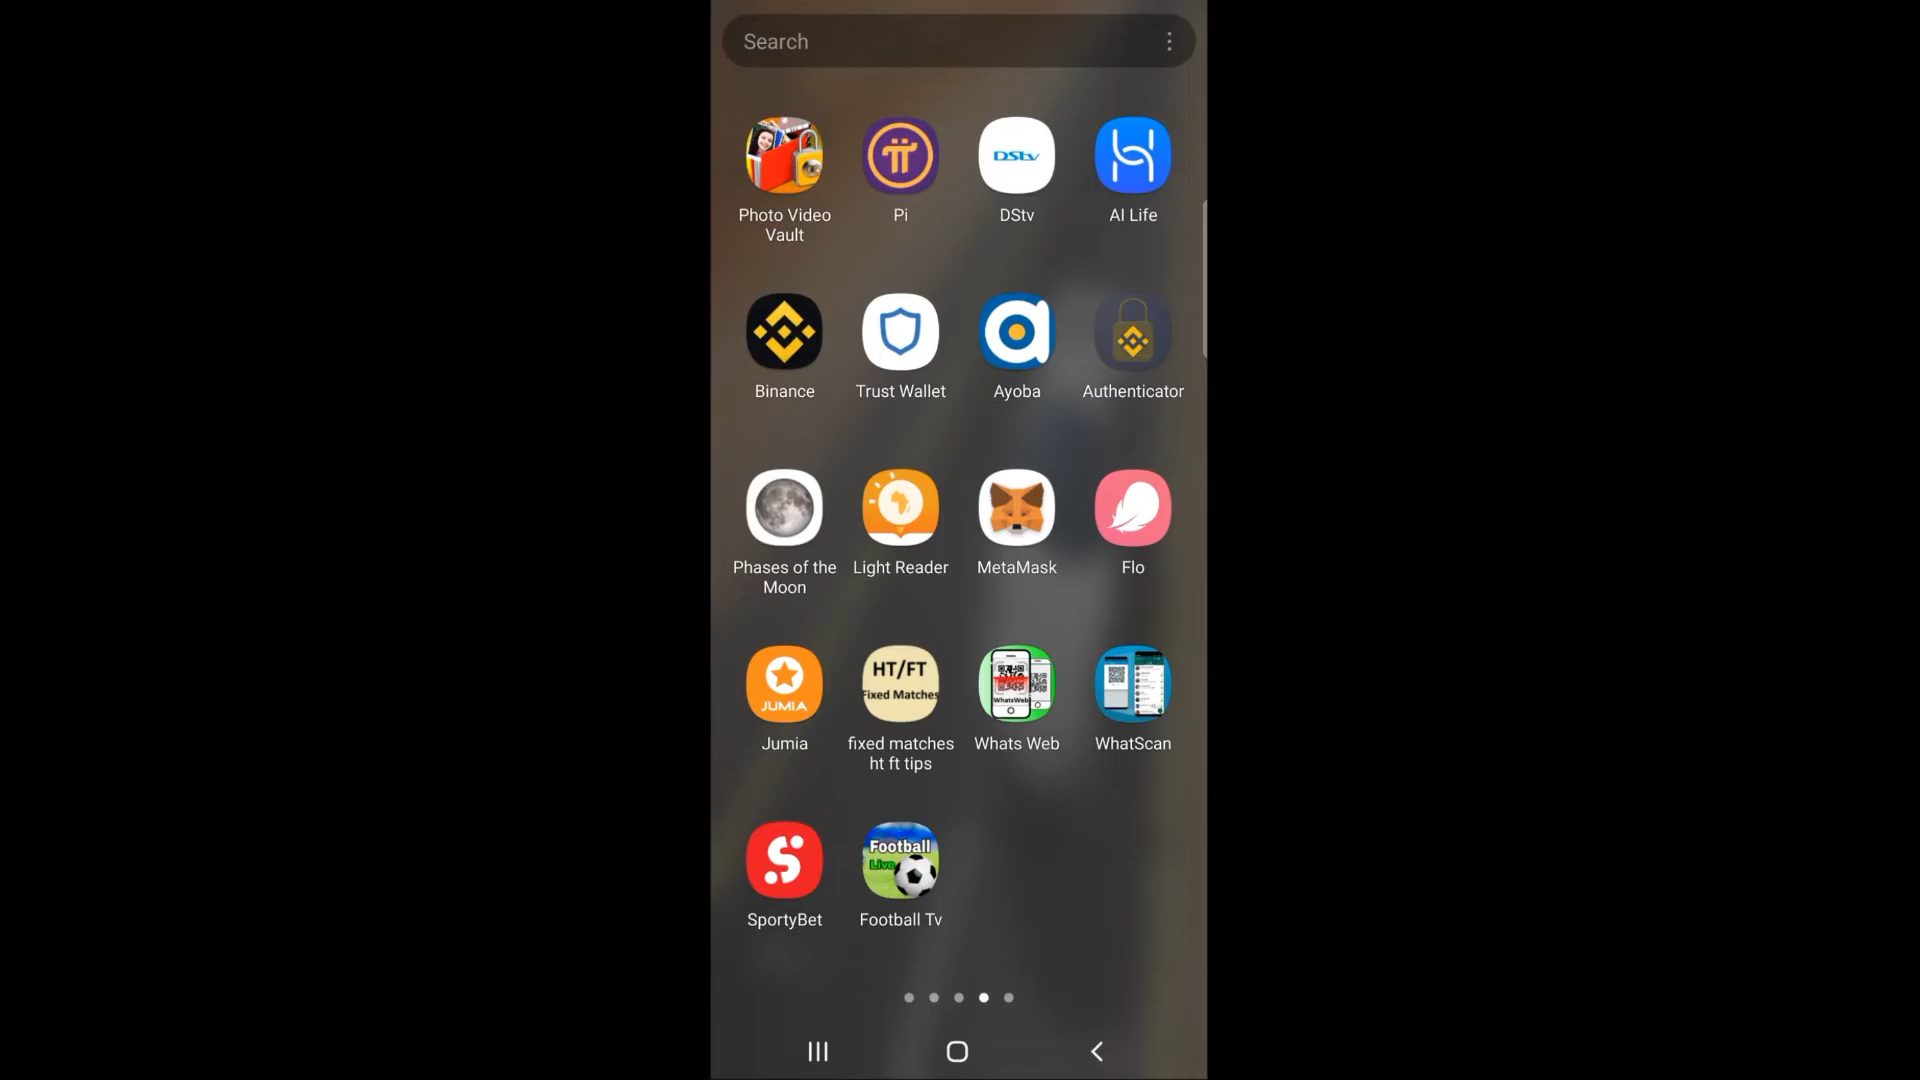 Search
DStv
Photo Video
Vault
Pi
DStv
AI Life
Binance
Trust Wallet
Ayoba
Authenticator
Phases of the
Moon
Light Reader
MetaMask
Flo
JUMIA
HT/FT
Fixed Matches
WhatsWeb
Jumia
fixed matches
ht ft tips
Whats Web
WhatScan
Football
Live
SportyBet
Football Tv